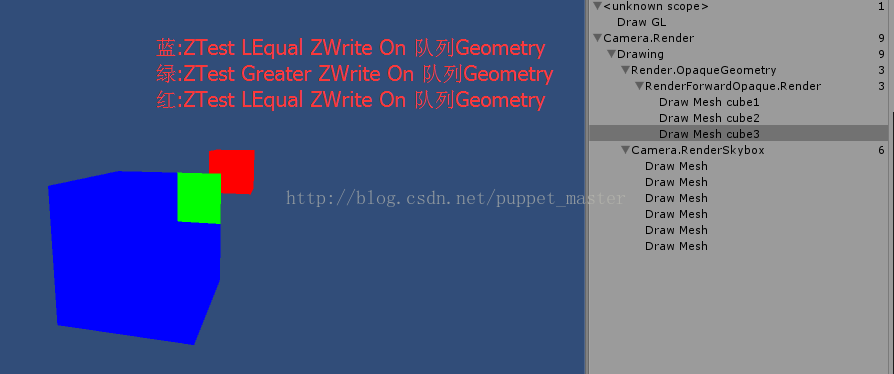 蓝:ZTest LEqual ZWrite On 队列Geometry
绿:ZTest Greater ZWrite On 队列Geometry
红:ZTest LEqual ZWrite On 队列Geometry
http://blog.csdn.net/puppet_master
<unknown scope> 1
Draw GL
Camera.Render 9
Drawing 9
Render.OpaqueGeometry 3
RenderForwardOpaque.Render 3
Draw Mesh cube1
Draw Mesh cube2
Draw Mesh cube3
Camera.RenderSkybox 6
Draw Mesh
Draw Mesh
Draw Mesh
Draw Mesh
Draw Mesh
Draw Mesh